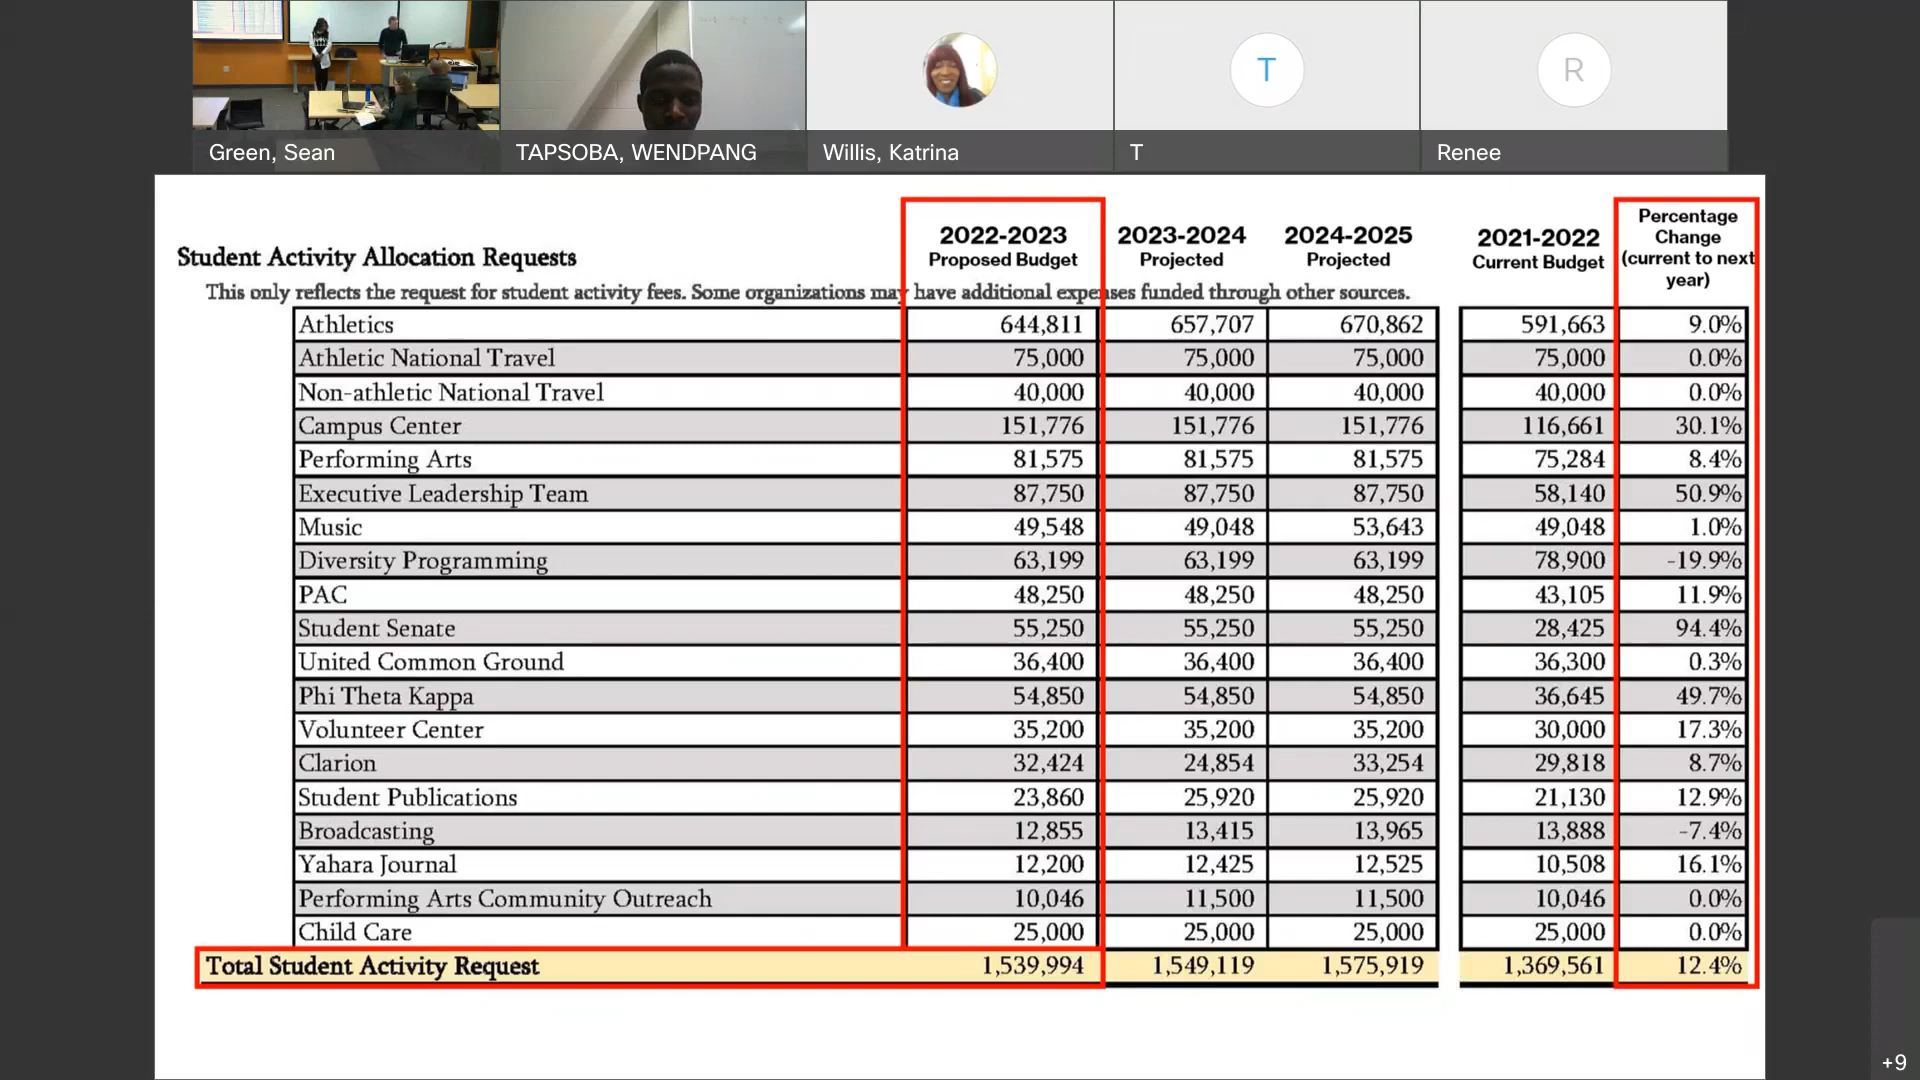 Green, Sean
TAPSOBA, WENDPANG
Willis, Katrina
T
T
R
Renee
Student Activity Allocation Requests
2022-2023 Proposed Budget
2023-2024 Projected
2024-2025 Projected
2021-2022 Current Budget
Percentage Change (current to next year)
This only reflects the request for student activity fees. Some organizations may have additional expenses funded through other sources.
Athletics 644,811 657,707 670,862 591,663 9.0%
Athletic National Travel 75,000 75,000 75,000 75,000 0.0%
Non-athletic National Travel 40,000 40,000 40,000 40,000 0.0%
Campus Center 151,776 151,776 151,776 116,661 30.1%
Performing Arts 81,575 81,575 81,575 75,284 8.4%
Executive Leadership Team 87,750 87,750 87,750 58,140 50.9%
Music 49,548 49,048 53,643 49,048 1.0%
Diversity Programming 63,199 63,199 63,199 78,900 -19.9%
PAC 48,250 48,250 48,250 43,105 11.9%
Student Senate 55,250 55,250 55,250 28,425 94.4%
United Common Ground 36,400 36,400 36,400 36,300 0.3%
Phi Theta Kappa 54,850 54,850 54,850 36,645 49.7%
Volunteer Center 35,200 35,200 35,200 30,000 17.3%
Clarion 32,424 24,854 33,254 29,818 8.7%
Student Publications 23,860 25,920 25,920 21,130 12.9%
Broadcasting 12,855 13,415 13,965 13,888 -7.4%
Yahara Journal 12,200 12,425 12,525 10,508 16.1%
Performing Arts Community Outreach 10,046 11,500 11,500 10,046 0.0%
Child Care 25,000 25,000 25,000 25,000 0.0%
Total Student Activity Request 1,539,994 1,549,119 1,575,919 1,369,561 12.4%
+9